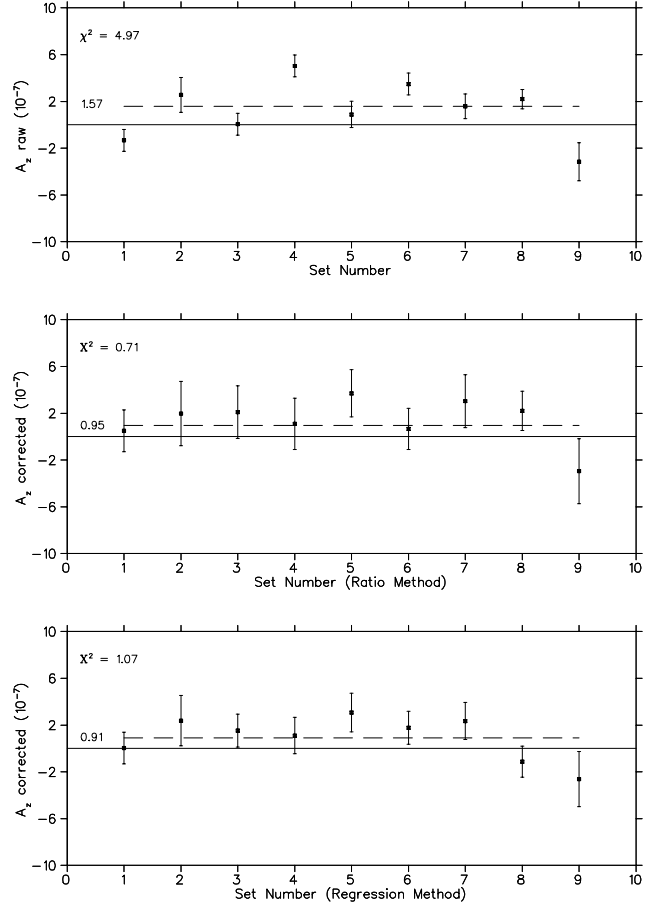 10
χ² = 4.97
6
1.57
2
−2
−6
−10
A_z raw (10⁻⁷)
0 1 2 3 4 5 6 7 8 9 10
Set Number
10
X² = 0.71
6
2
0.95
−2
−6
−10
A_z corrected (10⁻⁷)
0 1 2 3 4 5 6 7 8 9 10
Set Number (Ratio Method)
10
X² = 1.07
6
2
0.91
−2
−6
−10
A_z corrected (10⁻⁷)
0 1 2 3 4 5 6 7 8 9 10
Set Number (Regression Method)